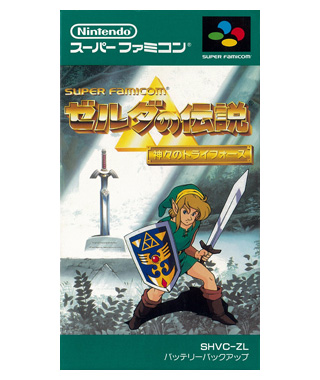 Nintendo
スーパーファミコン®
SUPER FAMICOM
SUPER FAMICOM®
ゼルダの伝説
神々のトライフォース
SHVC-ZL
バッテリーバックアップ